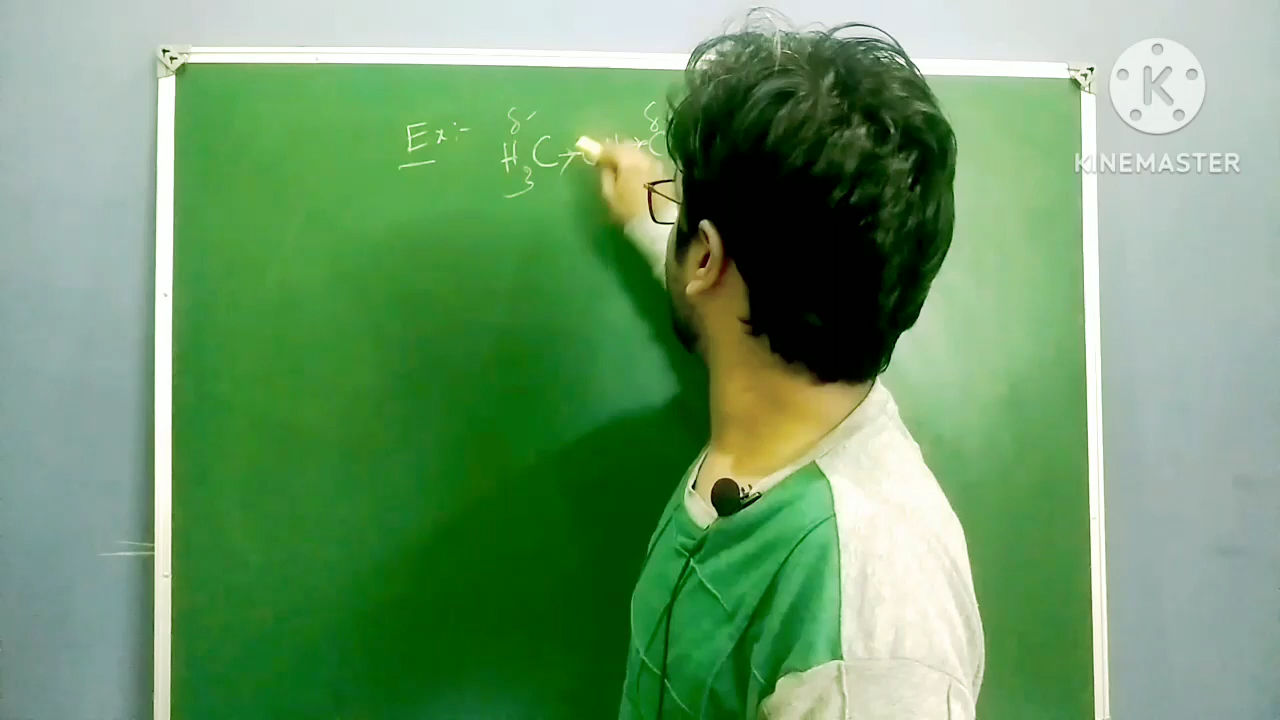 Ex:- δ- δ
H₃C → → C
KINEMASTER